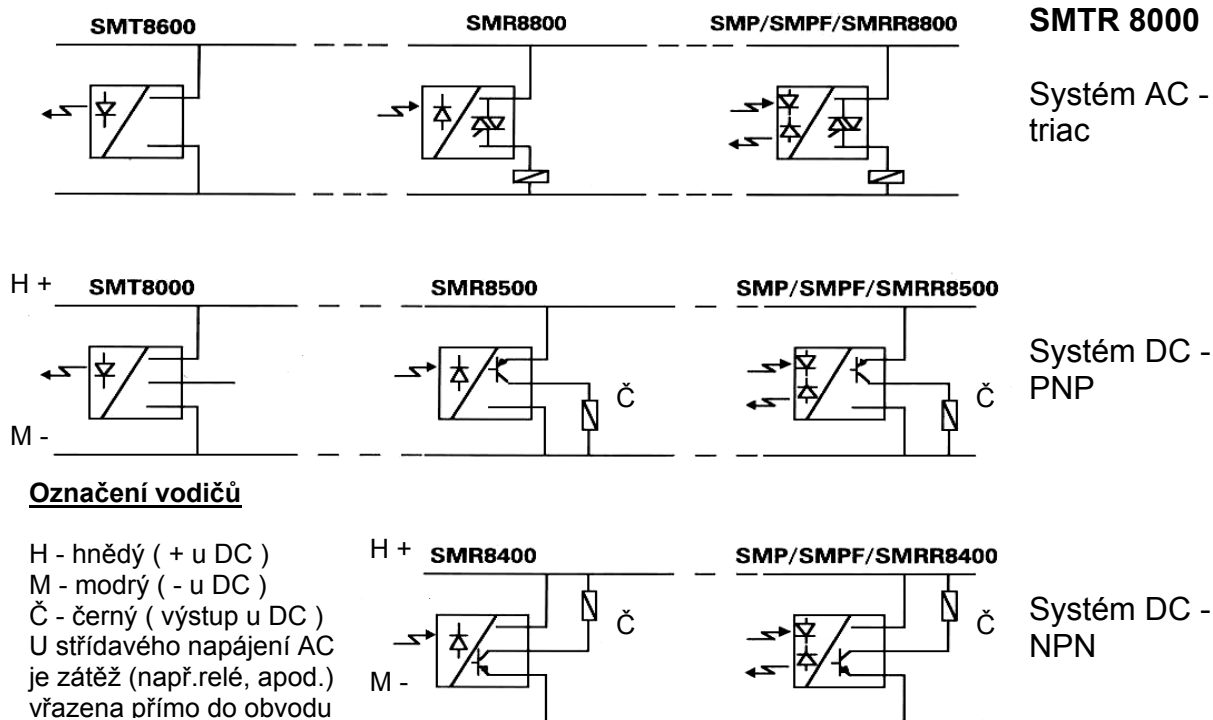 SMT8600
SMR8800
SMP/SMPF/SMRR8800
SMTR 8000
Systém AC -
triac
H +
SMT8000
SMR8500
SMP/SMPF/SMRR8500
Č
Č
Systém DC -
PNP
M -
Označení vodičů
H - hnědý ( + u DC )
M - modrý ( - u DC )
Č - černý ( výstup u DC )
U střídavého napájení AC
je zátěž (např.relé, apod.)
vřazena přímo do obvodu
H +
SMR8400
SMP/SMPF/SMRR8400
Č
Č
Systém DC -
NPN
M -